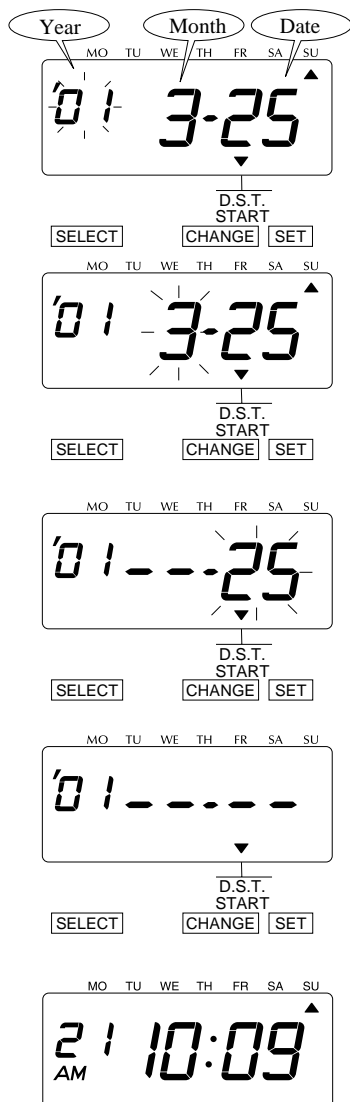 Year Month Date
MO TU WE TH FR SA SU
'01 3-25
D.S.T.
START
SELECT CHANGE SET
MO TU WE TH FR SA SU
'01 3-25
D.S.T.
START
SELECT CHANGE SET
MO TU WE TH FR SA SU
'01 --- 25
D.S.T.
START
SELECT CHANGE SET
MO TU WE TH FR SA SU
'01 -----
D.S.T.
START
SELECT CHANGE SET
MO TU WE TH FR SA SU
21 10:09
AM